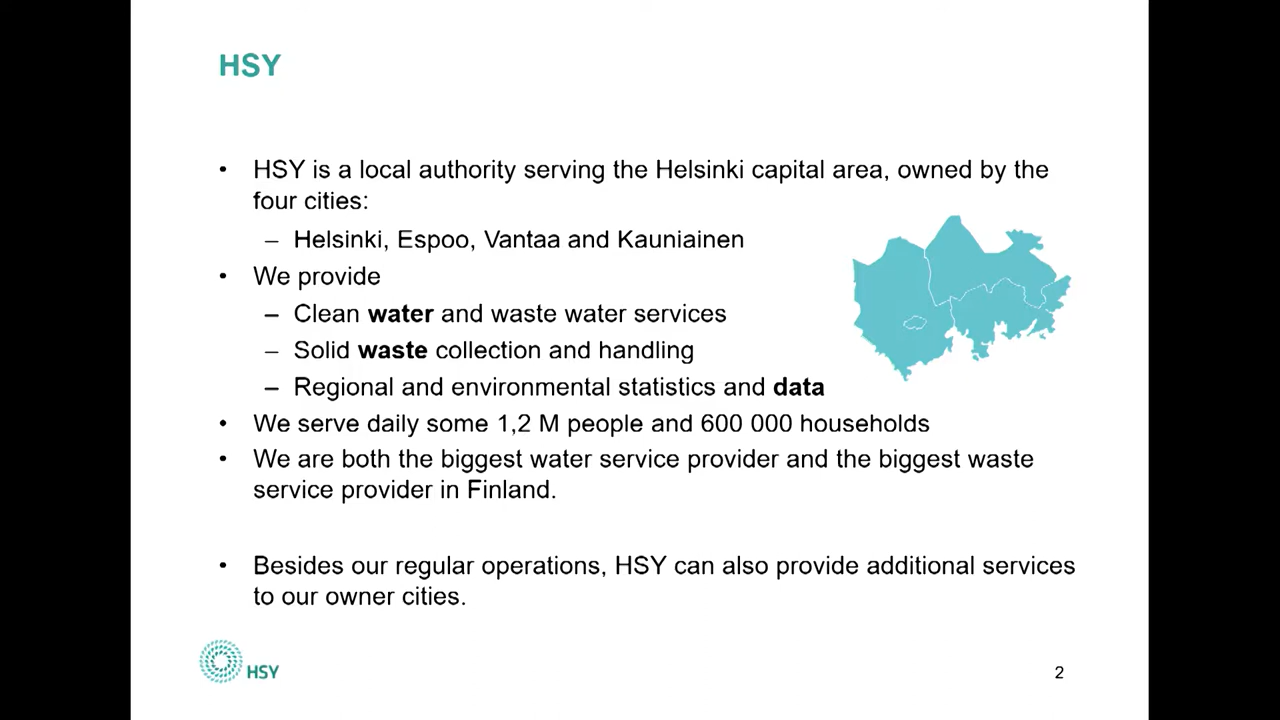 HSY
• HSY is a local authority serving the Helsinki capital area, owned by the
four cities:
– Helsinki, Espoo, Vantaa and Kauniainen
• We provide
– Clean water and waste water services
– Solid waste collection and handling
– Regional and environmental statistics and data
• We serve daily some 1,2 M people and 600 000 households
• We are both the biggest water service provider and the biggest waste
service provider in Finland.
• Besides our regular operations, HSY can also provide additional services
to our owner cities.
HSY
2